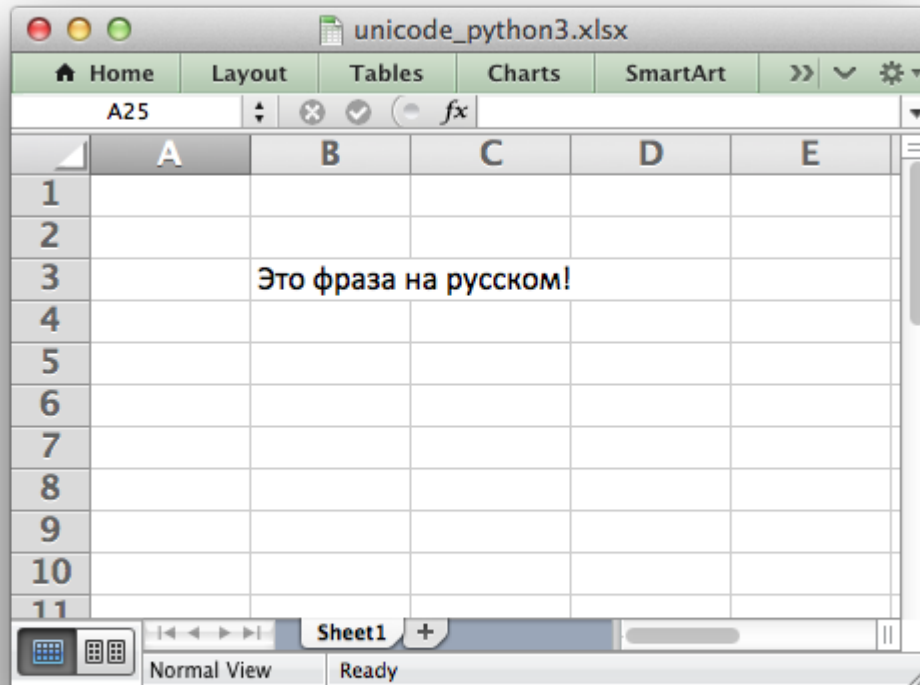 unicode_python3.xlsx
Home Layout Tables Charts SmartArt
A25 fx
A B C D E
1
2
3 Это фраза на русском!
4
5
6
7
8
9
10
11
Sheet1
Normal View Ready